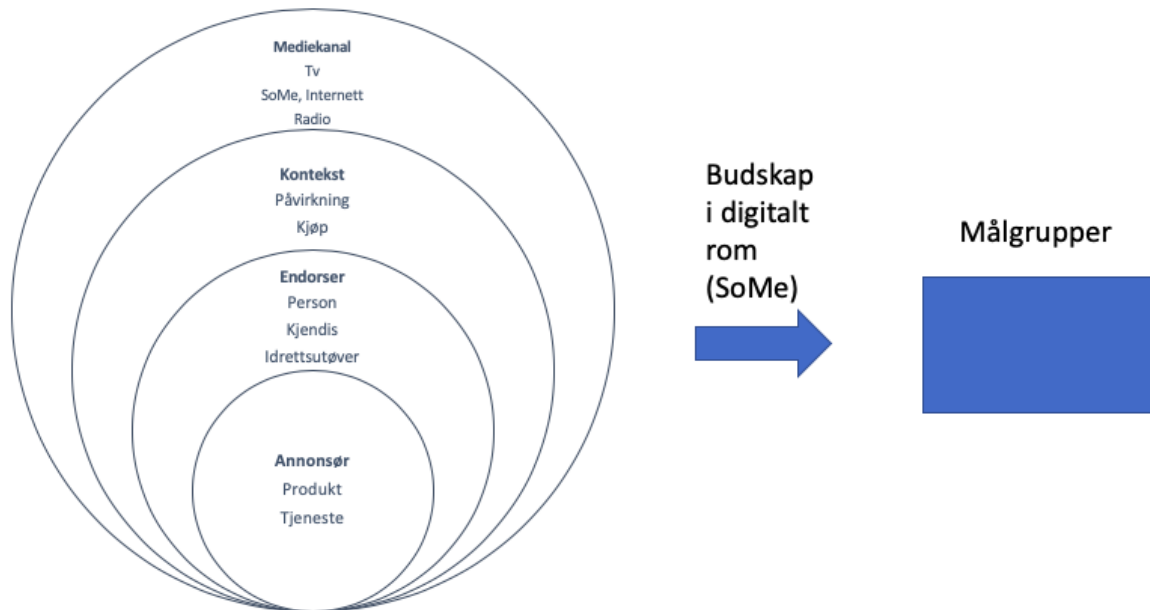 Mediekanal
Tv
SoMe, Internett
Radio
Kontekst
Påvirkning
Kjøp
Endorser
Person
Kjendis
Idrettsutøver
Annonsør
Produkt
Tjeneste
Budskap
i digitalt
rom
(SoMe)
Målgrupper